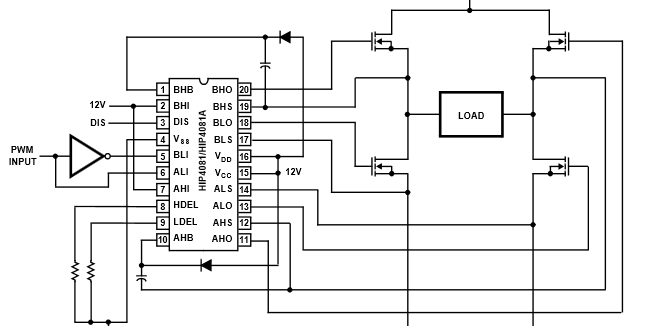 1 BHB BHO 20
12V 2 BHI BHS 19
DIS 3 DIS BLO 18
4 VSS BLS 17
PWM
INPUT
5 BLI VDD 16
6 ALI VCC 15 12V
7 AHI ALS 14
8 HDEL ALO 13
9 LDEL AHS 12
10 AHB AHO 11
HIP4081/HIP4081A
LOAD